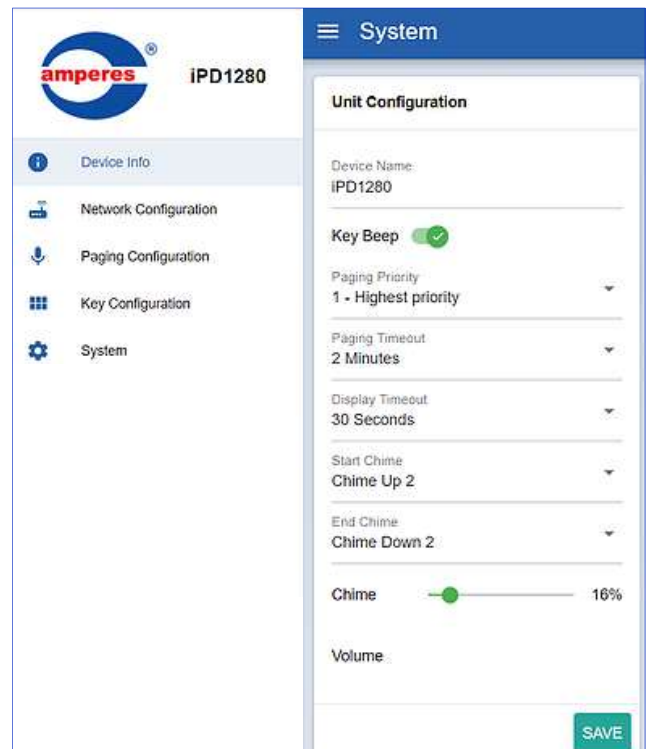 amperes®
iPD1280
Device Info
Network Configuration
Paging Configuration
Key Configuration
System
System
Unit Configuration
Device Name
iPD1280
Key Beep
Paging Priority
1 - Highest priority
Paging Timeout
2 Minutes
Display Timeout
30 Seconds
Start Chime
Chime Up 2
End Chime
Chime Down 2
Chime 16%
Volume
SAVE